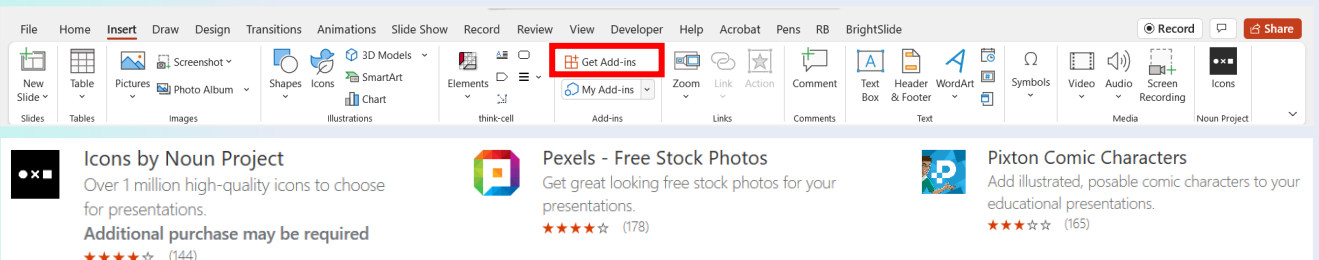 File Home Insert Draw Design Transitions Animations Slide Show Record Review View Developer Help Acrobat Pens RB BrightSlide Record Share
New Slide
Table
Pictures
Screenshot
Photo Album
Shapes
Icons
3D Models
SmartArt
Chart
Elements
Get Add-ins
My Add-ins
Zoom
Link
Action
Comment
Text Box
Header & Footer
WordArt
Symbols
Video
Audio
Screen Recording
Icons
Slides Tables Images Illustrations think-cell Add-ins Links Comments Text Media Noun Project
Icons by Noun Project
Over 1 million high-quality icons to choose
for presentations.
Additional purchase may be required
(144)
Pexels - Free Stock Photos
Get great looking free stock photos for your
presentations.
(178)
Pixton Comic Characters
Add illustrated, posable comic characters to your
educational presentations.
(165)